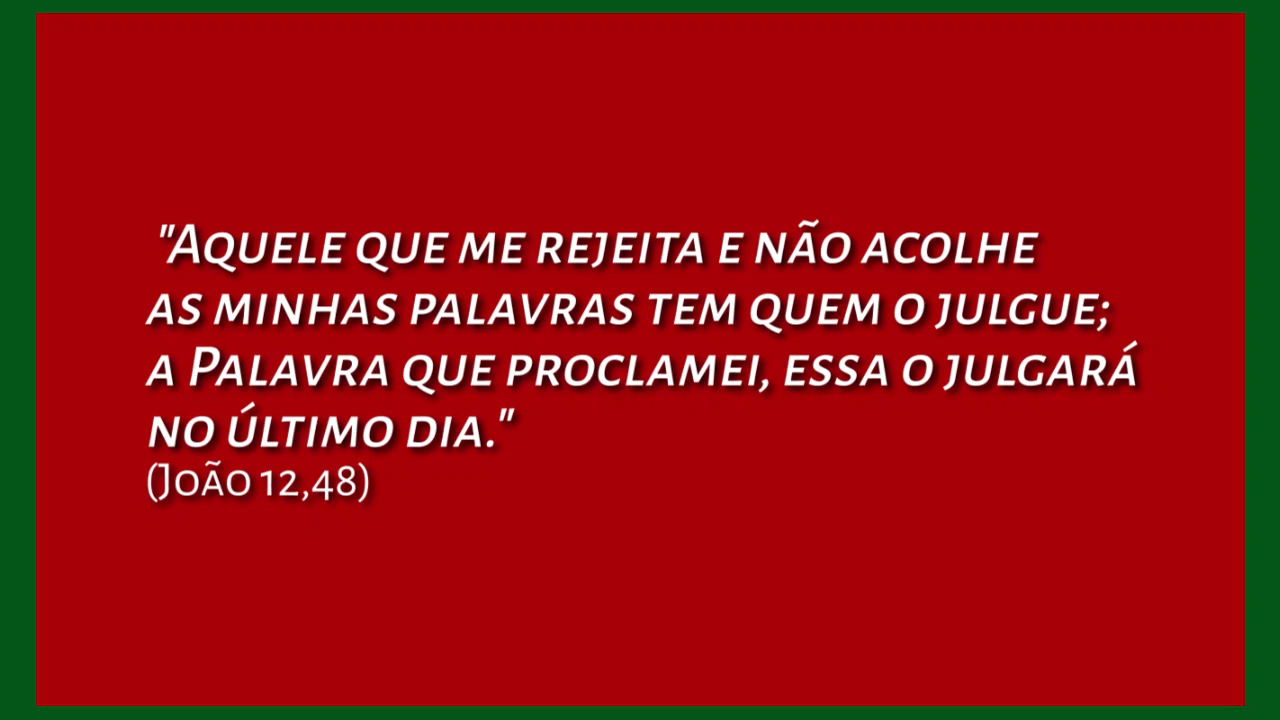 "Aquele que me rejeita e não acolhe
as minhas palavras tem quem o julgue;
a Palavra que proclamei, essa o julgará
no último dia."
(João 12,48)